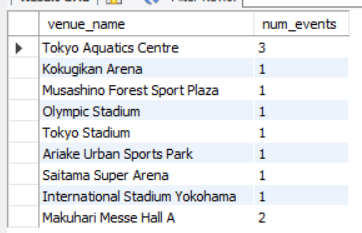 venue_name num_events
Tokyo Aquatics Centre 3
Kokugikan Arena 1
Musashino Forest Sport Plaza 1
Olympic Stadium 1
Tokyo Stadium 1
Ariake Urban Sports Park 1
Saitama Super Arena 1
International Stadium Yokohama 1
Makuhari Messe Hall A 2